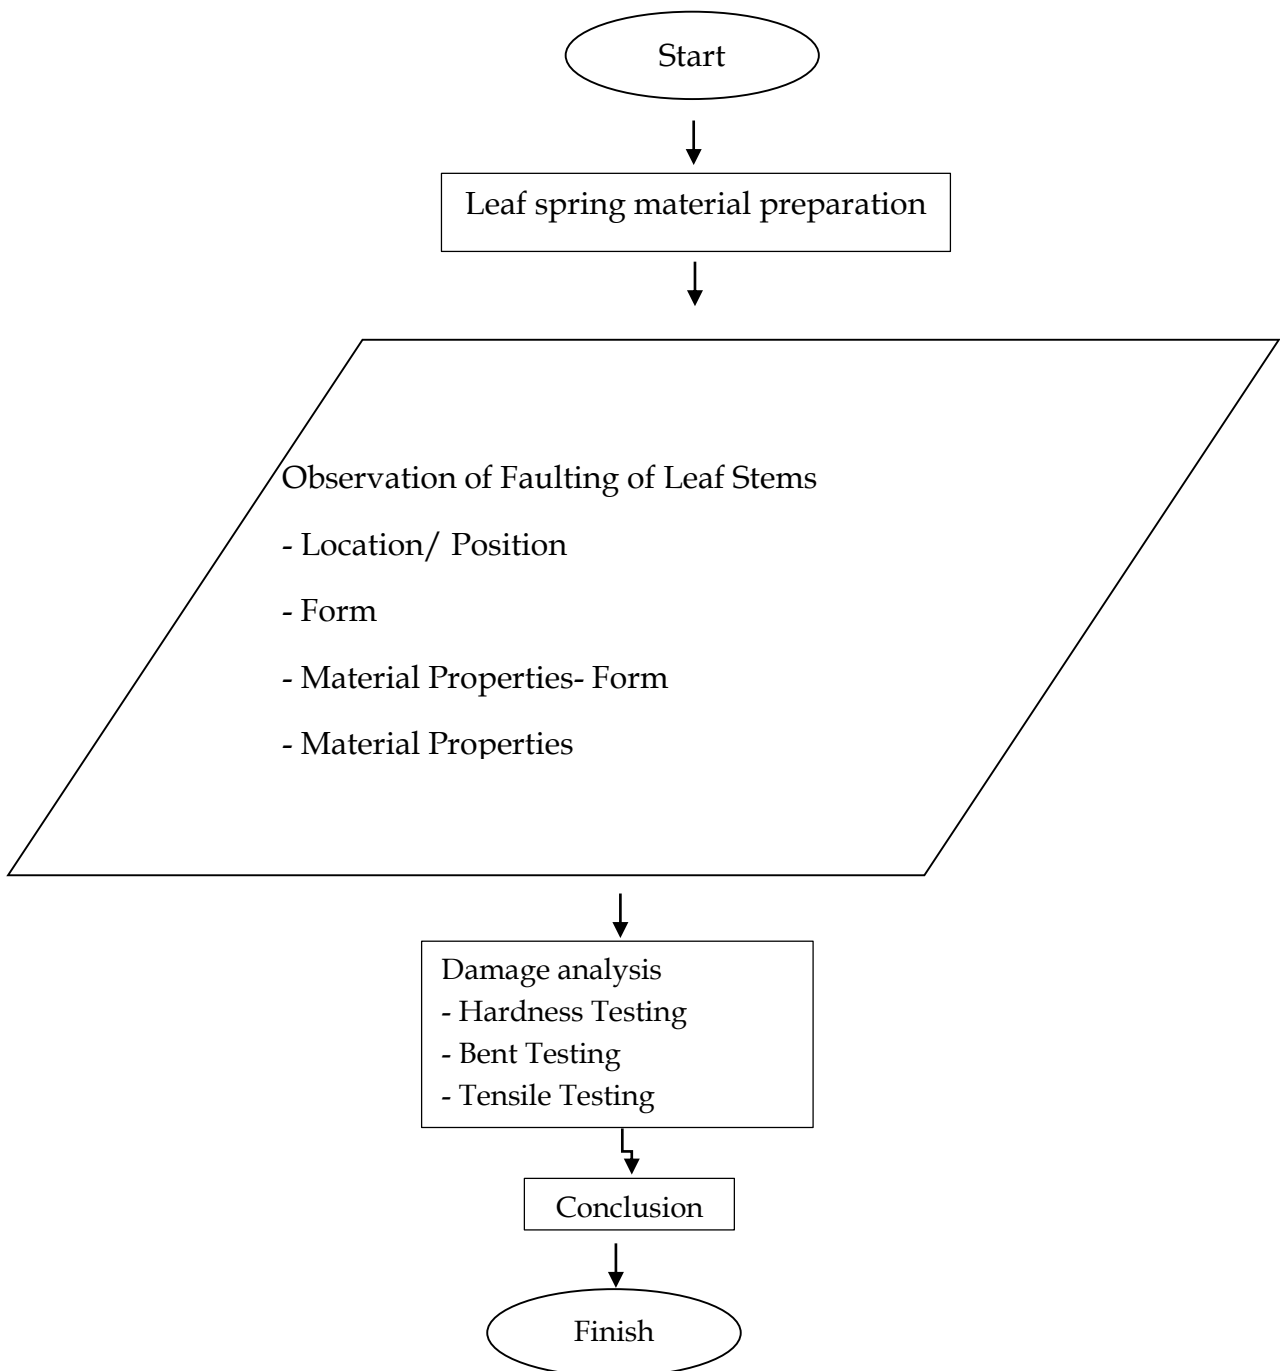 Start
Leaf spring material preparation
Observation of Faulting of Leaf Stems
- Location/ Position
- Form
- Material Properties- Form
- Material Properties
Damage analysis
- Hardness Testing
- Bent Testing
- Tensile Testing
Conclusion
Finish